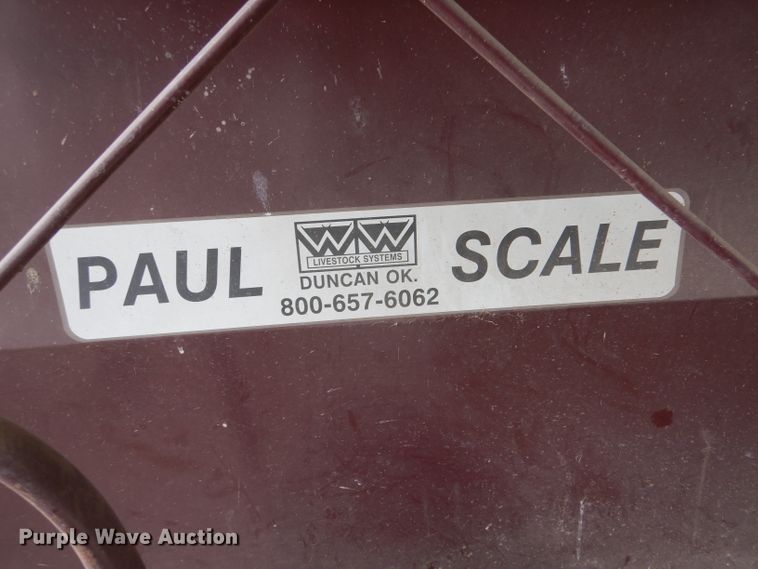 PAUL
WW
LIVESTOCK SYSTEMS
DUNCAN OK.
800-657-6062
SCALE
Purple Wave Auction